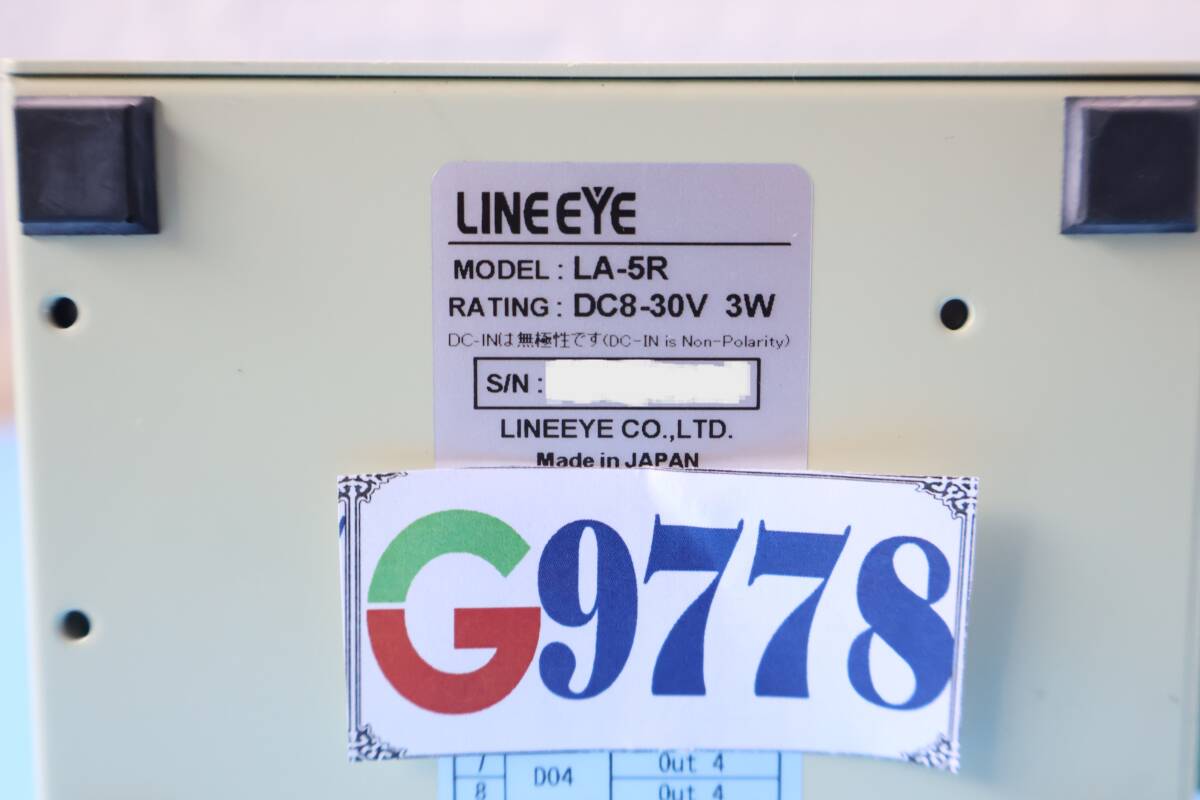 LINEEYE
MODEL : LA-5R
RATING : DC8-30V 3W
DC-INは無極性です(DC-IN is Non-Polarity)
S/N :
LINEEYE CO.,LTD.
Made in JAPAN
G9778
7 DO4 Out 4
8 Out 4